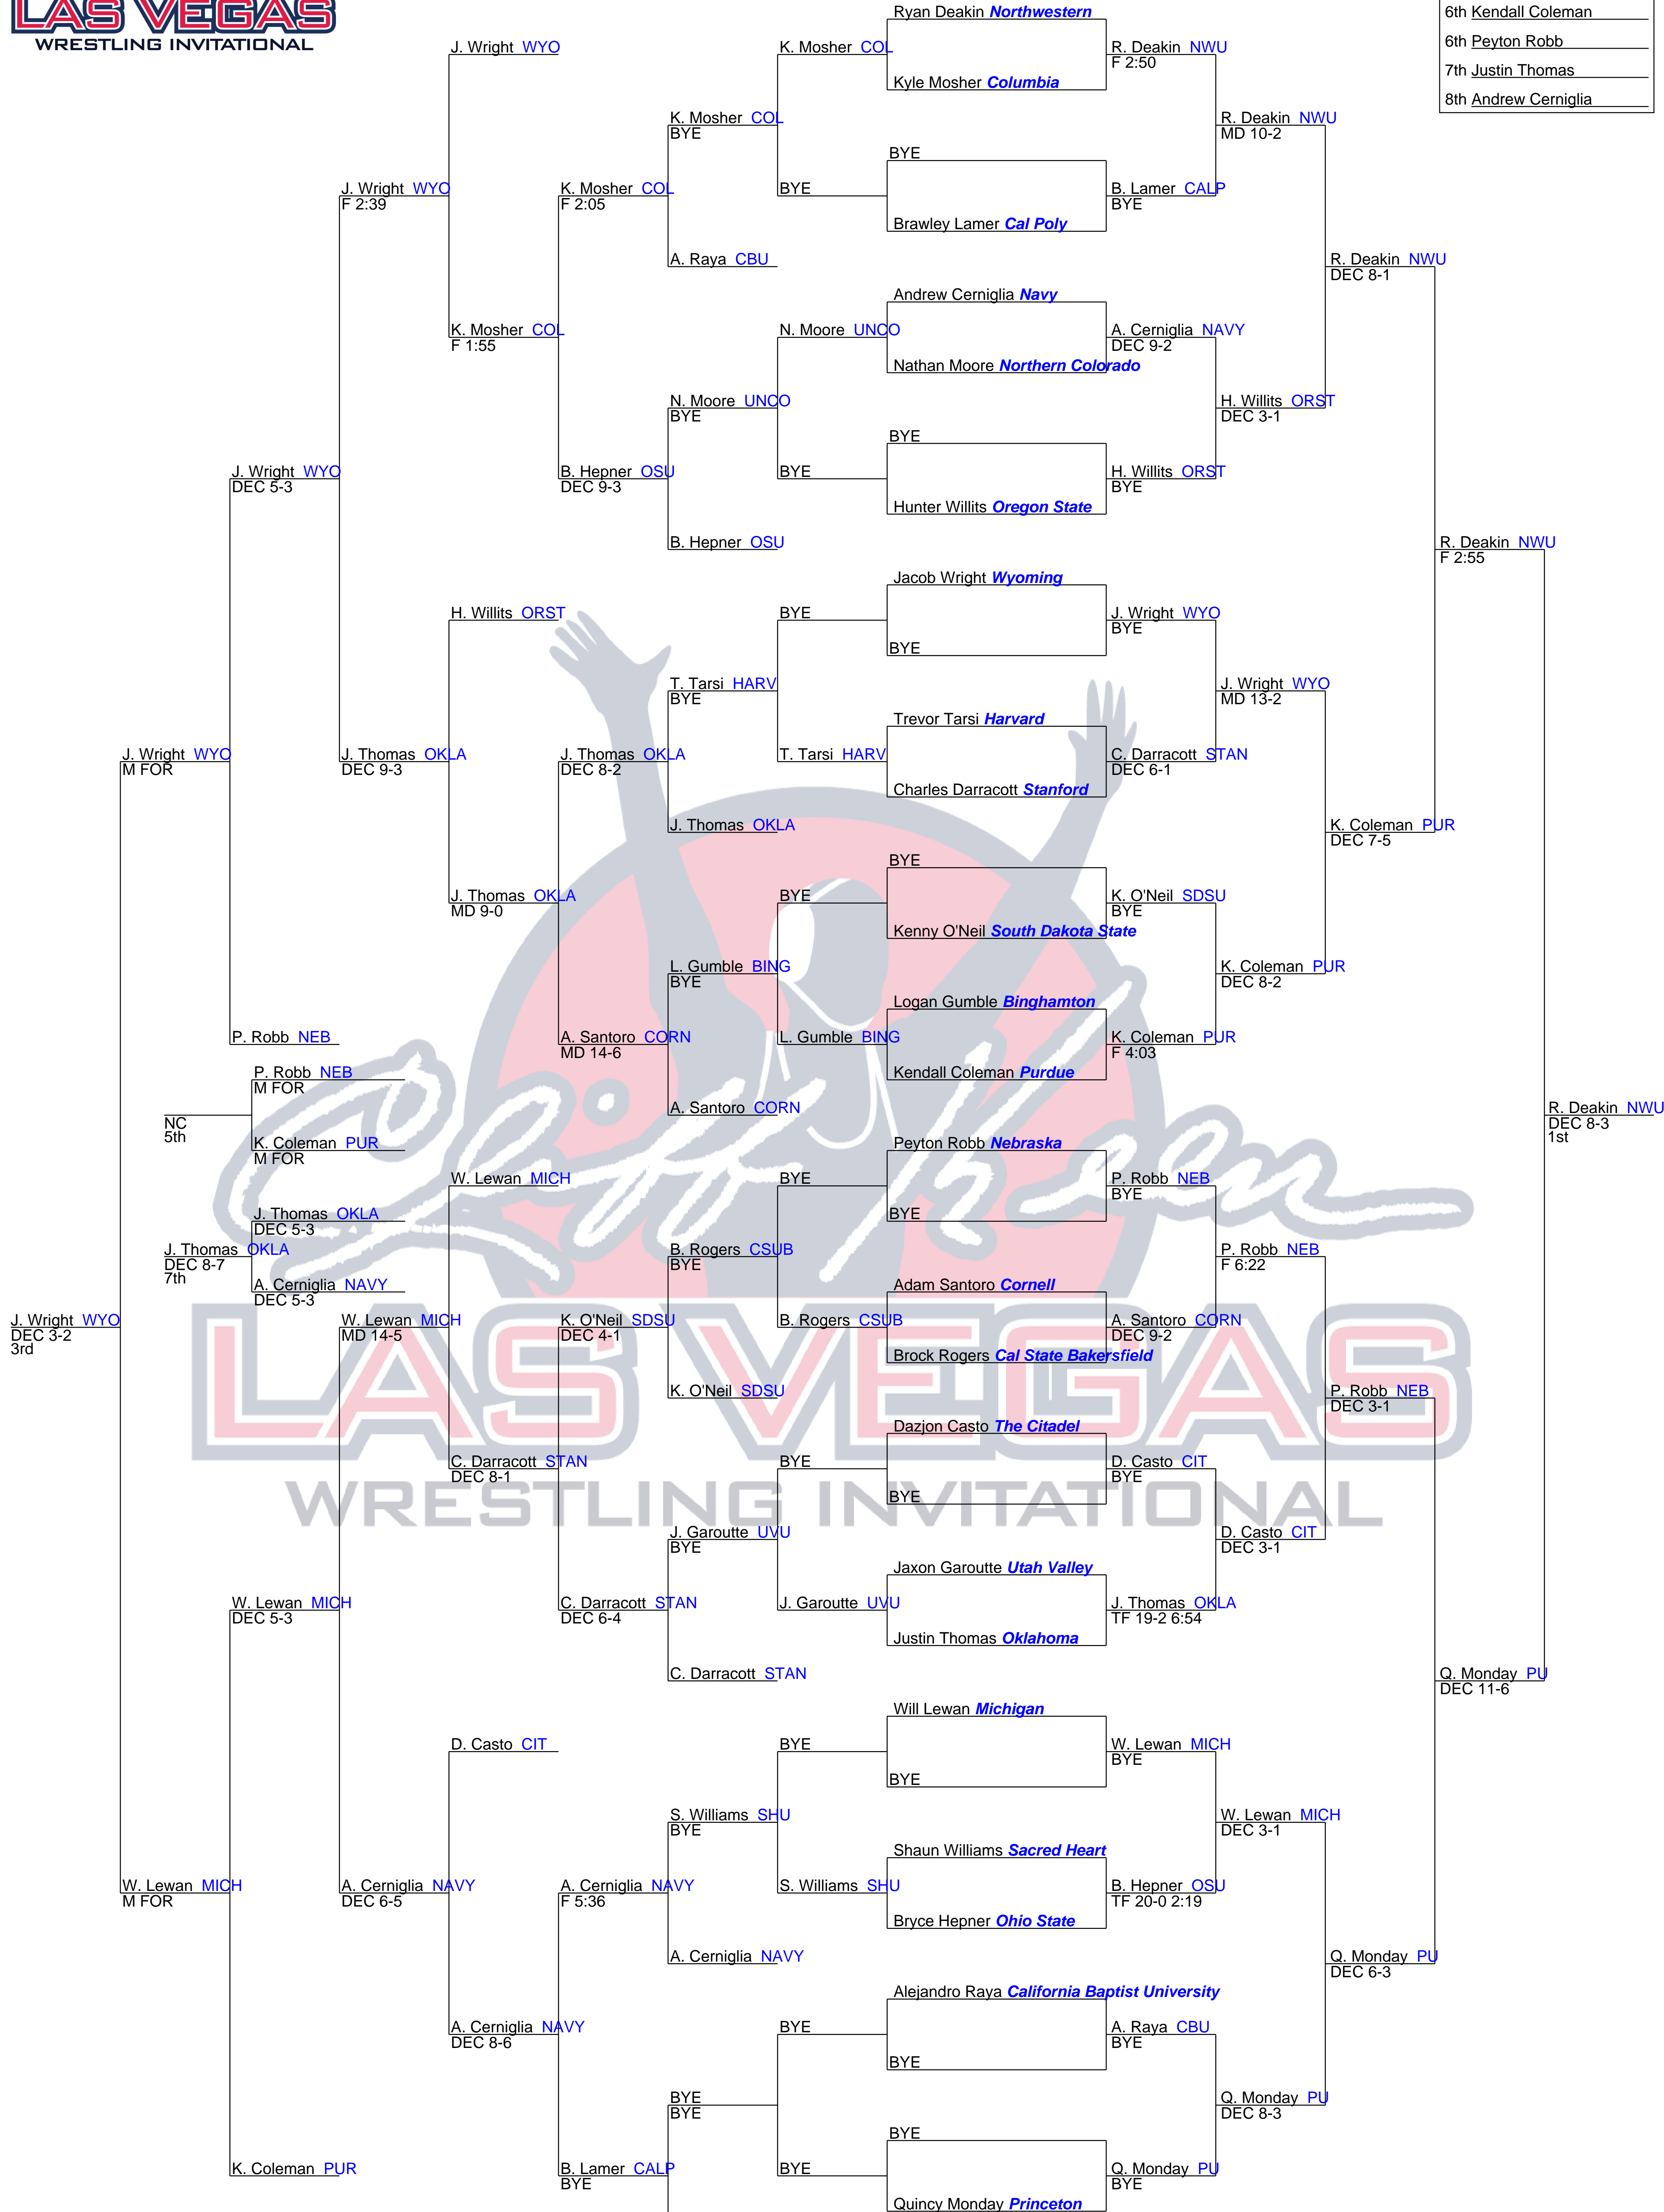 LAS VEGAS
WRESTLING INVITATIONAL
6th Kendall Coleman
6th Peyton Robb
7th Justin Thomas
8th Andrew Cerniglia
Ryan Deakin Northwestern
Kyle Mosher Columbia
BYE
Brawley Lamer Cal Poly
Andrew Cerniglia Navy
Nathan Moore Northern Colorado
BYE
Hunter Willits Oregon State
Jacob Wright Wyoming
BYE
Trevor Tarsi Harvard
Charles Darracott Stanford
BYE
Kenny O'Neil South Dakota State
Logan Gumble Binghamton
Kendall Coleman Purdue
Peyton Robb Nebraska
BYE
Adam Santoro Cornell
Brock Rogers Cal State Bakersfield
Dazjon Casto The Citadel
BYE
Jaxon Garoutte Utah Valley
Justin Thomas Oklahoma
Will Lewan Michigan
BYE
Shaun Williams Sacred Heart
Bryce Hepner Ohio State
Alejandro Raya California Baptist University
BYE
BYE
Quincy Monday Princeton
R. Deakin NWU
F 2:50
B. Lamer CALP
BYE
A. Cerniglia NAVY
DEC 9-2
H. Willits ORST
BYE
J. Wright WYO
BYE
C. Darracott STAN
DEC 6-1
K. O'Neil SDSU
BYE
K. Coleman PUR
F 4:03
P. Robb NEB
BYE
A. Santoro CORN
DEC 9-2
D. Casto CIT
BYE
J. Thomas OKLA
TF 19-2 6:54
W. Lewan MICH
BYE
B. Hepner OSU
TF 20-0 2:19
A. Raya CBU
BYE
Q. Monday PU
BYE
R. Deakin NWU
MD 10-2
H. Willits ORST
DEC 3-1
J. Wright WYO
MD 13-2
K. Coleman PUR
DEC 8-2
P. Robb NEB
F 6:22
D. Casto CIT
DEC 3-1
W. Lewan MICH
DEC 3-1
Q. Monday PU
DEC 8-3
R. Deakin NWU
DEC 8-1
K. Coleman PUR
DEC 7-5
P. Robb NEB
DEC 3-1
Q. Monday PU
DEC 6-3
R. Deakin NWU
F 2:55
Q. Monday PU
DEC 11-6
R. Deakin NWU
DEC 8-3
1st
K. Mosher COL
BYE
N. Moore UNCO
BYE
BYE
T. Tarsi HARV
BYE
L. Gumble BING
BYE
B. Rogers CSUB
BYE
J. Garoutte UVU
BYE
S. Williams SHU
BYE
BYE
K. Mosher COL
BYE
A. Raya CBU
N. Moore UNCO
BYE
B. Hepner OSU
T. Tarsi HARV
BYE
J. Thomas OKLA
L. Gumble BING
BYE
A. Santoro CORN
B. Rogers CSUB
BYE
K. O'Neil SDSU
J. Garoutte UVU
BYE
C. Darracott STAN
S. Williams SHU
BYE
A. Cerniglia NAVY
BYE
BYE
K. Mosher COL
F 2:05
B. Hepner OSU
DEC 9-3
J. Thomas OKLA
DEC 8-2
A. Santoro CORN
MD 14-6
K. O'Neil SDSU
DEC 4-1
C. Darracott STAN
DEC 6-4
A. Cerniglia NAVY
F 5:36
B. Lamer CALP
BYE
J. Wright WYO
K. Mosher COL
F 1:55
H. Willits ORST
J. Thomas OKLA
MD 9-0
W. Lewan MICH
C. Darracott STAN
DEC 8-1
D. Casto CIT
A. Cerniglia NAVY
DEC 8-6
J. Wright WYO
F 2:39
J. Thomas OKLA
DEC 9-3
W. Lewan MICH
MD 14-5
A. Cerniglia NAVY
DEC 6-5
J. Wright WYO
DEC 5-3
P. Robb NEB
W. Lewan MICH
DEC 5-3
K. Coleman PUR
J. Wright WYO
M FOR
W. Lewan MICH
M FOR
J. Wright WYO
DEC 3-2
3rd
P. Robb NEB
M FOR
K. Coleman PUR
M FOR
NC
5th
J. Thomas OKLA
DEC 5-3
A. Cerniglia NAVY
DEC 5-3
J. Thomas OKLA
DEC 8-7
7th
Cliff Keen
LAS VEGAS
WRESTLING INVITATIONAL